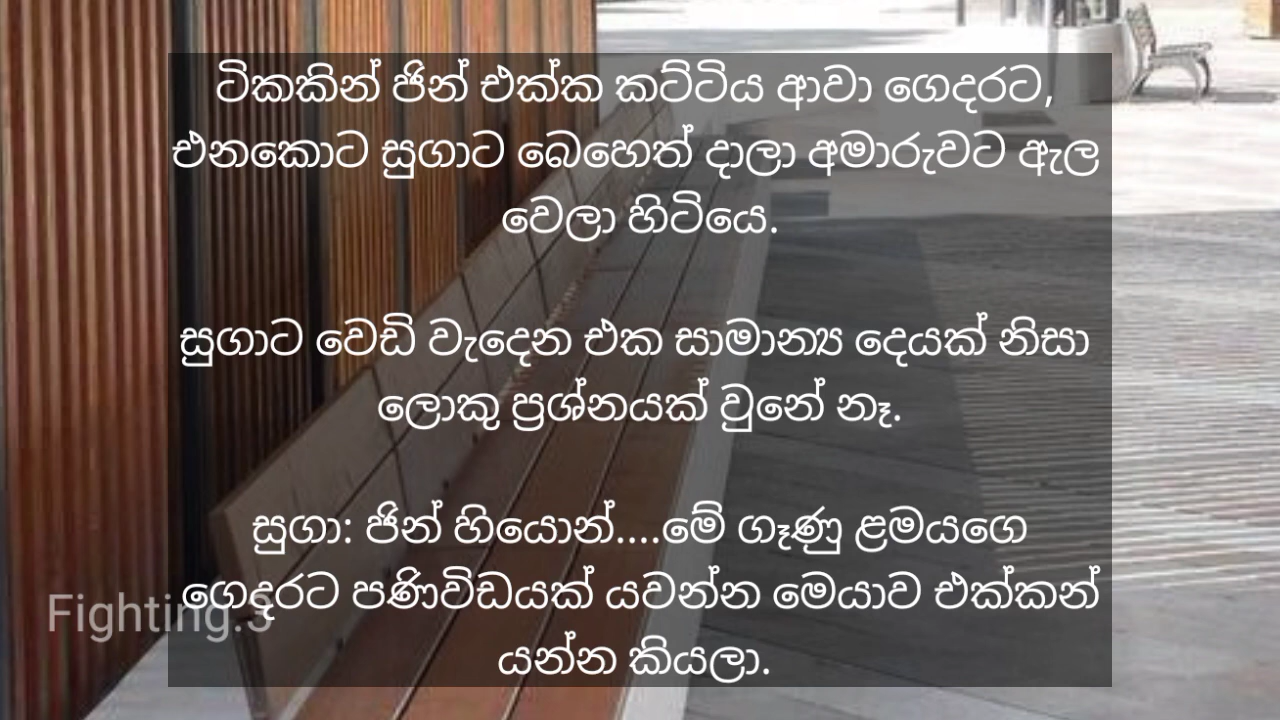 ටිකකින් ජින් එක්ක කට්ටිය ආවා ගෙදරට,
එනකොට සුගාට බෙහෙත් දාලා අමාරුවට ඇල
වෙලා හිටියෙ.
සුගාට වෙඩි වැදෙන එක සාමාන්‍ය දෙයක් නිසා
ලොකු ප්‍රශ්නයක් වුනේ නෑ.
සුගා: ජින් හියොන්....මේ ගෑණු ළමයගෙ
ගෙදරට පණිවිඩයක් යවන්න මෙයාව එක්කන්
යන්න කියලා.
Fighting.